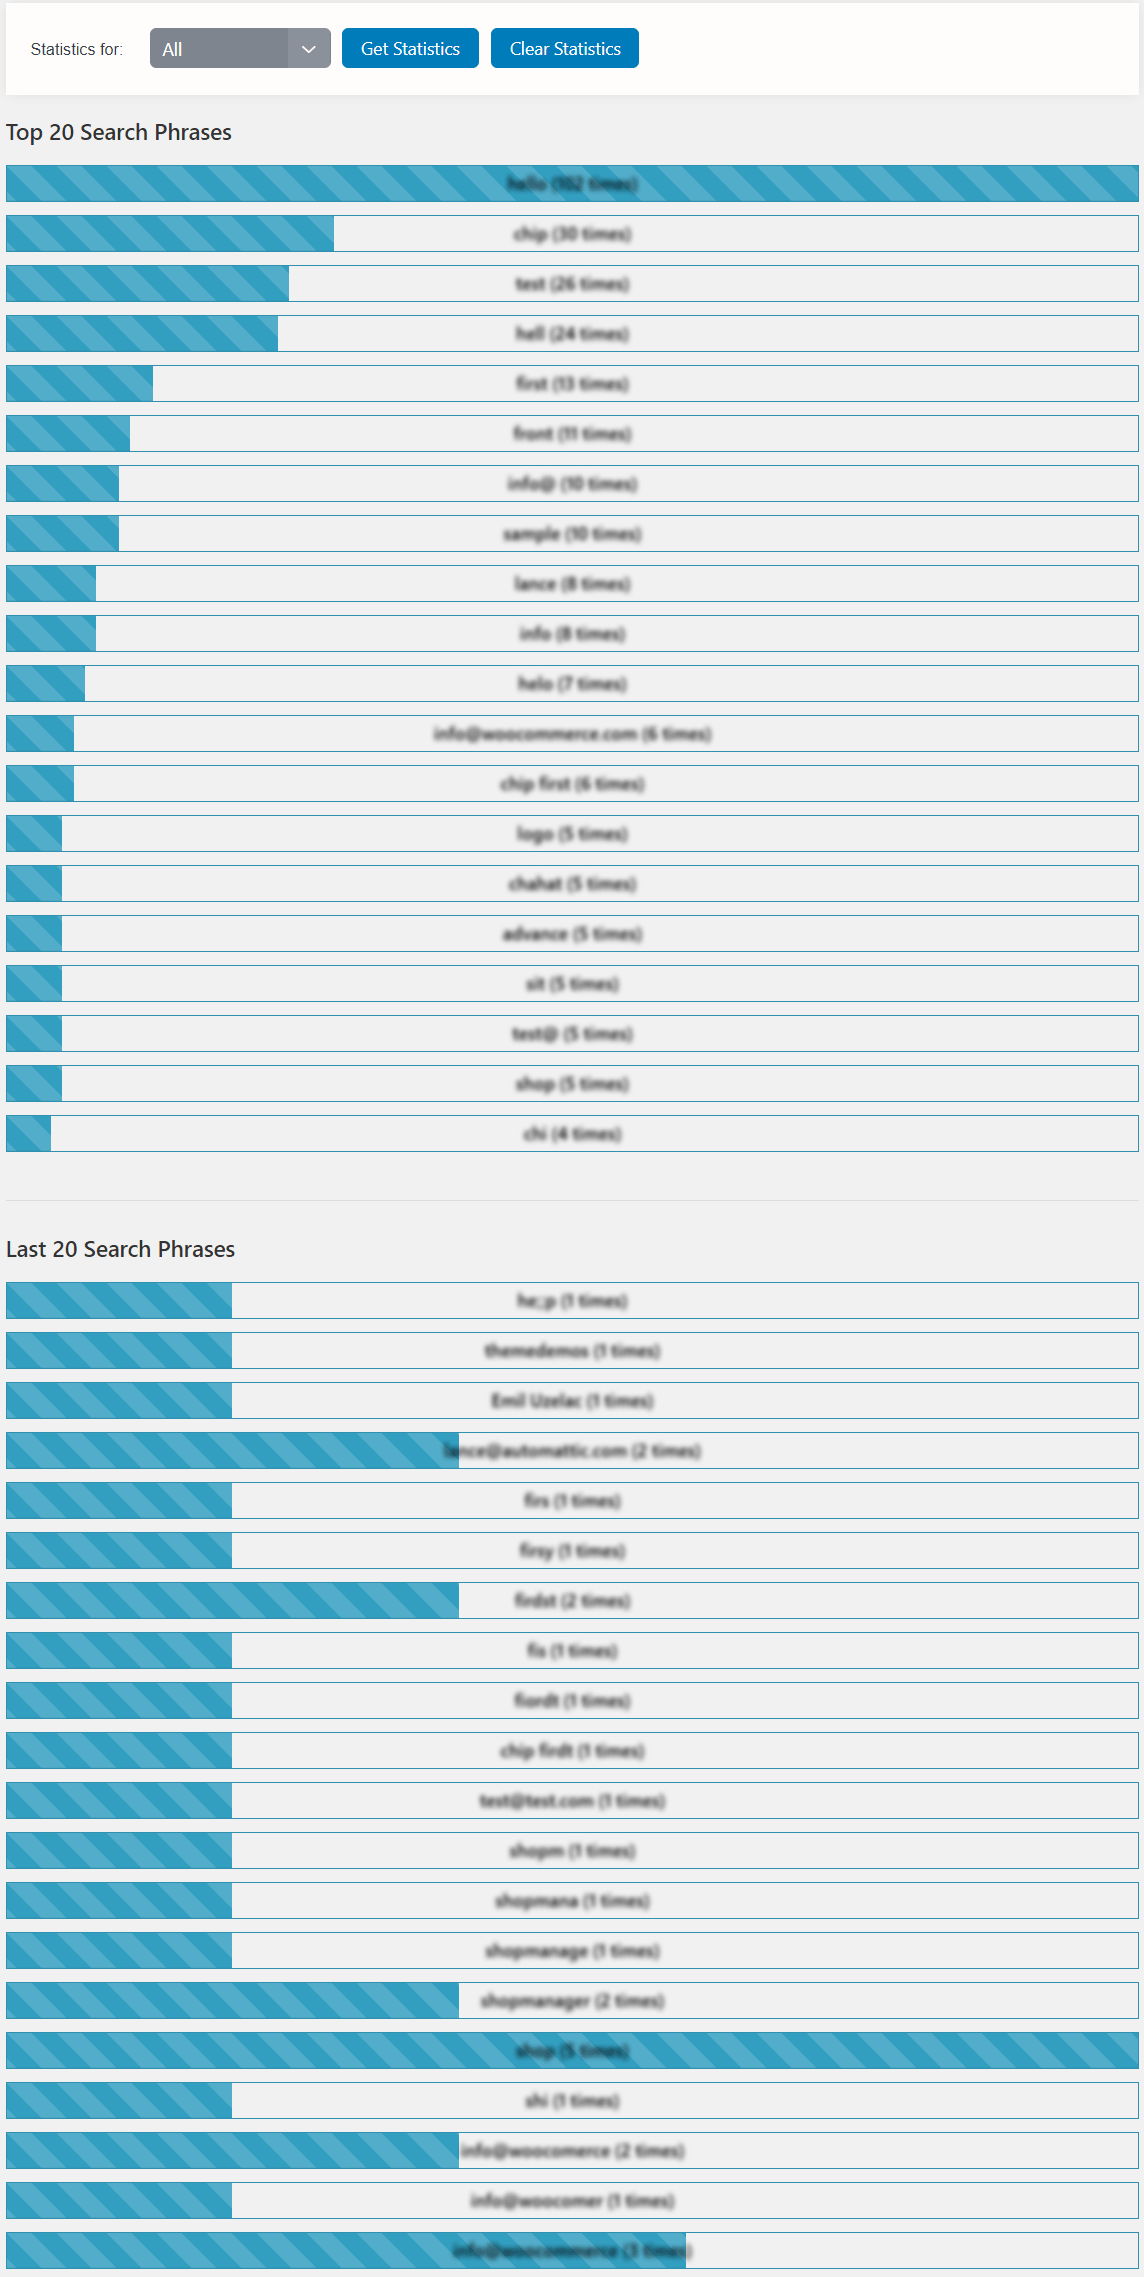 Statistics for:
All
Get Statistics
Clear Statistics
Top 20 Search Phrases
hello (102 times)
chip (30 times)
test (26 times)
hell (24 times)
first (13 times)
front (11 times)
info@ (10 times)
sample (10 times)
lance (8 times)
info (8 times)
helo (7 times)
info@woocommerce.com (6 times)
chip first (6 times)
logo (5 times)
chahat (5 times)
advance (5 times)
sit (5 times)
test@ (5 times)
shop (5 times)
chi (4 times)
Last 20 Search Phrases
(1 times)
themedemos (1 times)
Emil Uzelac (1 times)
lance@automattic.com (2 times)
firs (1 times)
firsy (1 times)
firdst (2 times)
fis (1 times)
fiordt (1 times)
chip firdt (1 times)
test@test.com (1 times)
shopm (1 times)
shopmana (1 times)
shopmanage (1 times)
shopmanager (2 times)
shop (5 times)
shi (1 times)
info@woocomerce (2 times)
info@woocomer (1 times)
info@woocommerce (3 times)